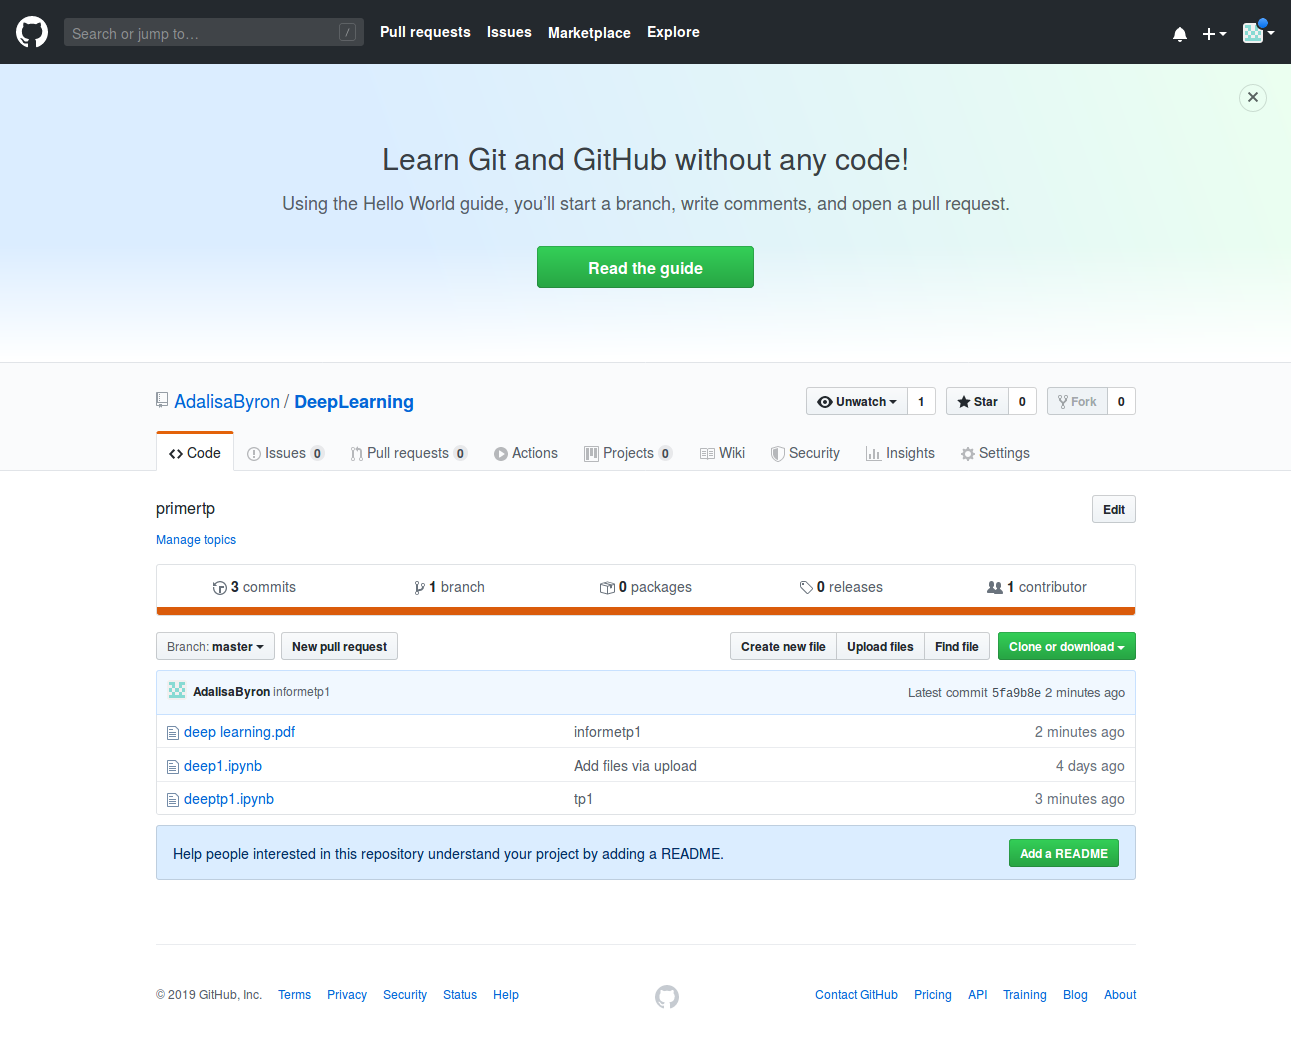 Search or jump to… /
Pull requests Issues Marketplace Explore
Learn Git and GitHub without any code!
Using the Hello World guide, you’ll start a branch, write comments, and open a pull request.
Read the guide
AdalisaByron / DeepLearning
Unwatch 1 Star 0 Fork 0
Code Issues 0 Pull requests 0 Actions Projects 0 Wiki Security Insights Settings
primertp
Edit
Manage topics
3 commits 1 branch 0 packages 0 releases 1 contributor
Branch: master New pull request Create new file Upload files Find file Clone or download
AdalisaByron informetp1 Latest commit 5fa9b8e 2 minutes ago
deep learning.pdf informetp1 2 minutes ago
deep1.ipynb Add files via upload 4 days ago
deeptp1.ipynb tp1 3 minutes ago
Help people interested in this repository understand your project by adding a README. Add a README
© 2019 GitHub, Inc. Terms Privacy Security Status Help Contact GitHub Pricing API Training Blog About